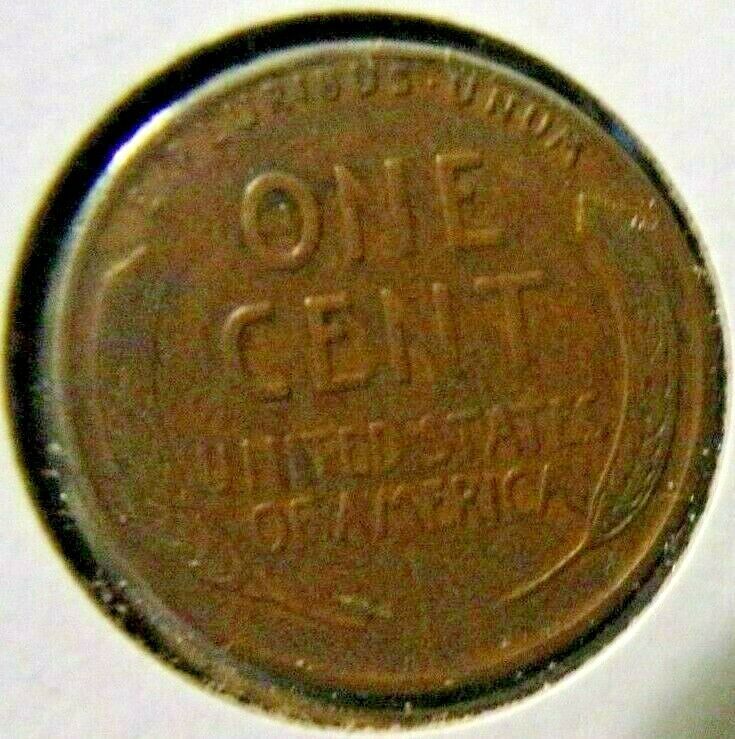 PLURIBUS · UNUM
ONE
CENT
UNITED STATES
OF AMERICA